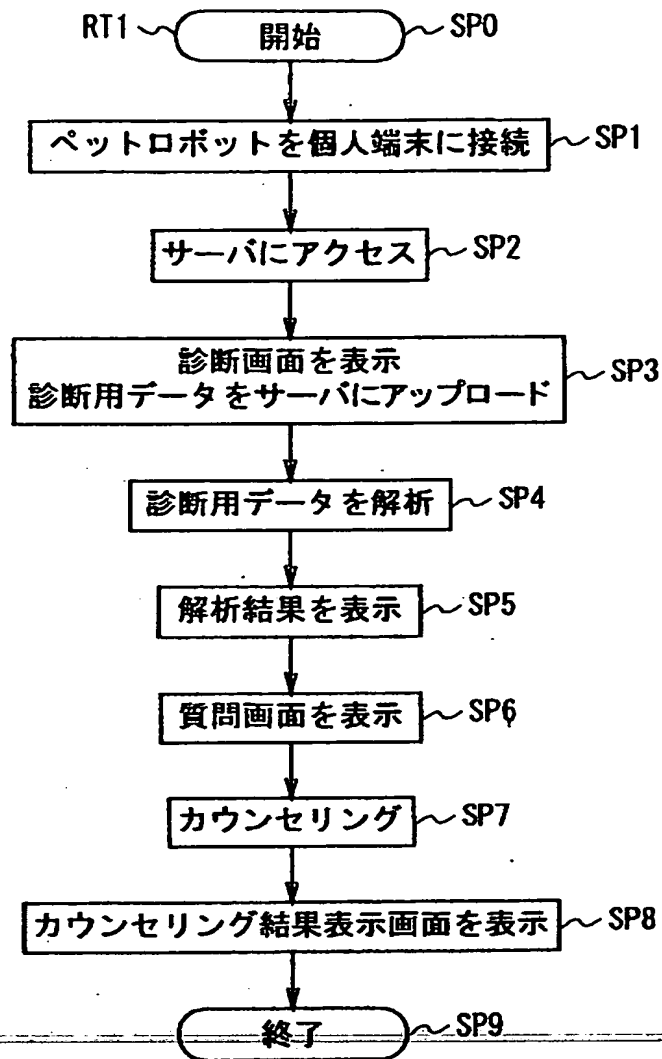 RT1
開始
SP0
ペットロボットを個人端末に接続
SP1
サーバにアクセス
SP2
診断画面を表示
診断用データをサーバにアップロード
SP3
診断用データを解析
SP4
解析結果を表示
SP5
質問画面を表示
SP6
カウンセリング
SP7
カウンセリング結果表示画面を表示
SP8
終了
SP9